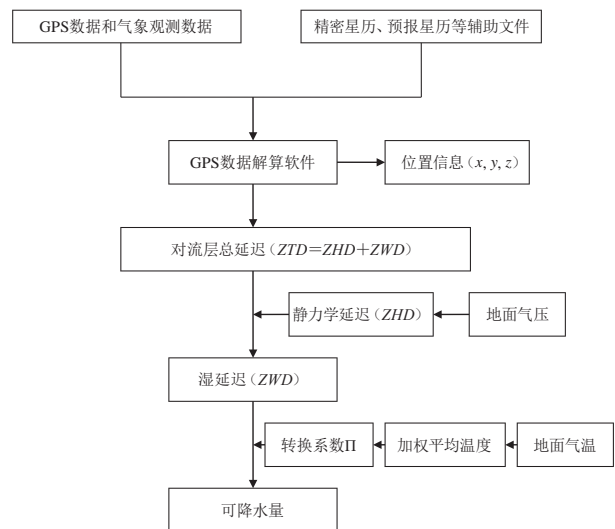 GPS数据和气象观测数据
精密星历、预报星历等辅助文件
GPS数据解算软件
位置信息(x, y, z)
对流层总延迟(ZTD=ZHD+ZWD)
静力学延迟(ZHD)
地面气压
湿延迟(ZWD)
转换系数Π
加权平均温度
地面气温
可降水量